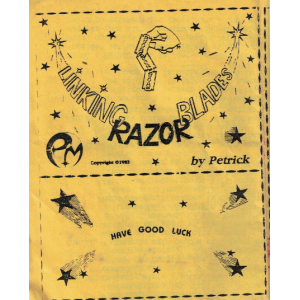 LINKING RAZOR BLADES
PM
Copyright ©1983
by Petrick
HAVE GOOD LUCK